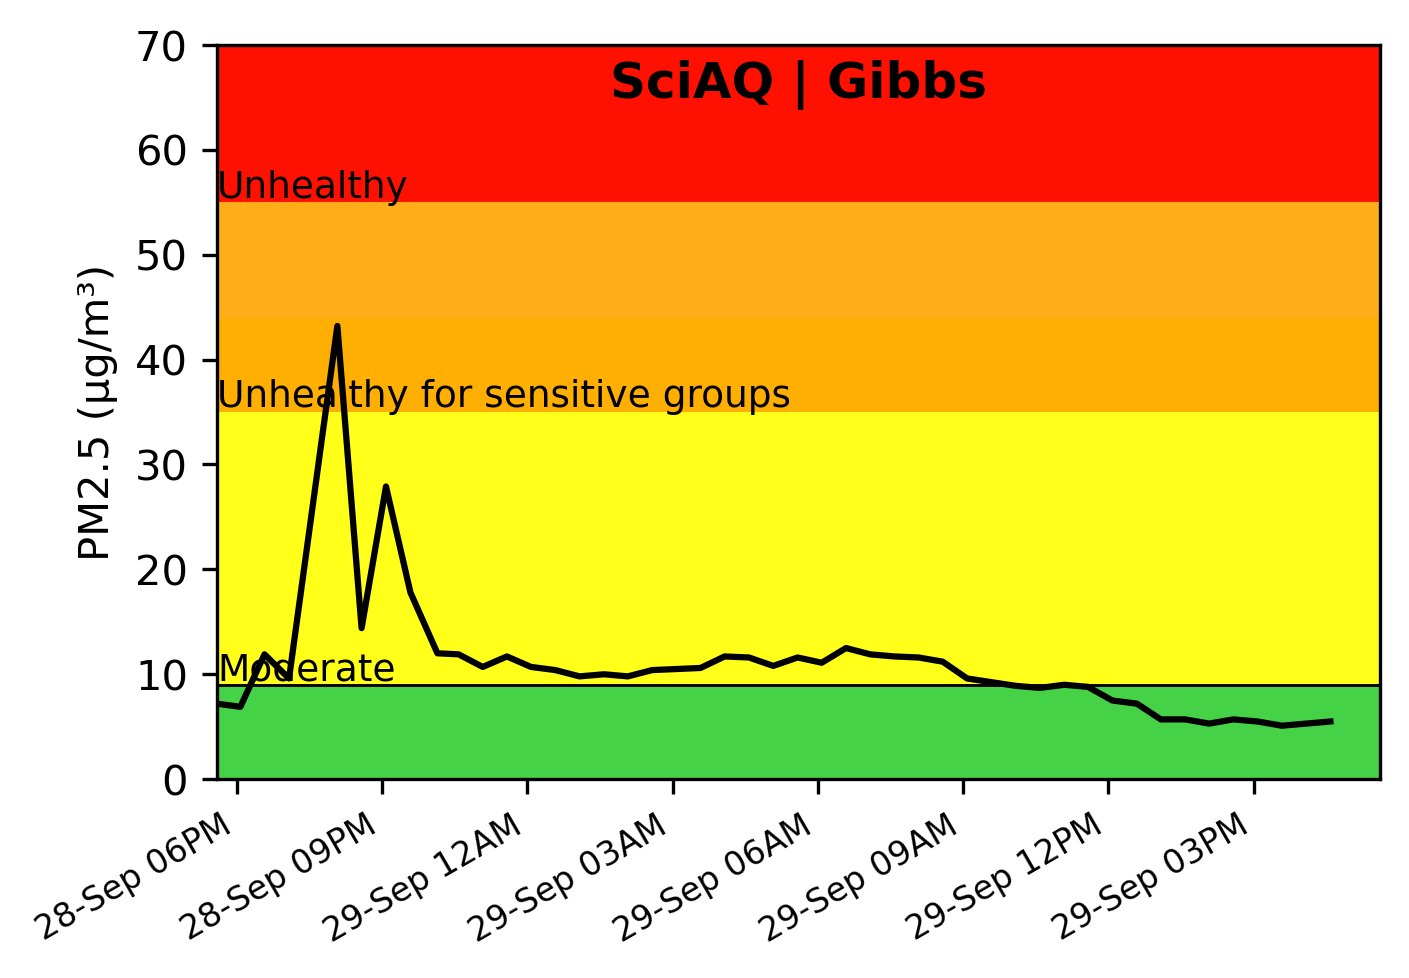 SciAQ | Gibbs
PM2.5 (µg/m³)
70
60
50
40
30
20
10
0
Unhealthy
Unhealthy for sensitive groups
Moderate
28-Sep 06PM
28-Sep 09PM
29-Sep 12AM
29-Sep 03AM
29-Sep 06AM
29-Sep 09AM
29-Sep 12PM
29-Sep 03PM